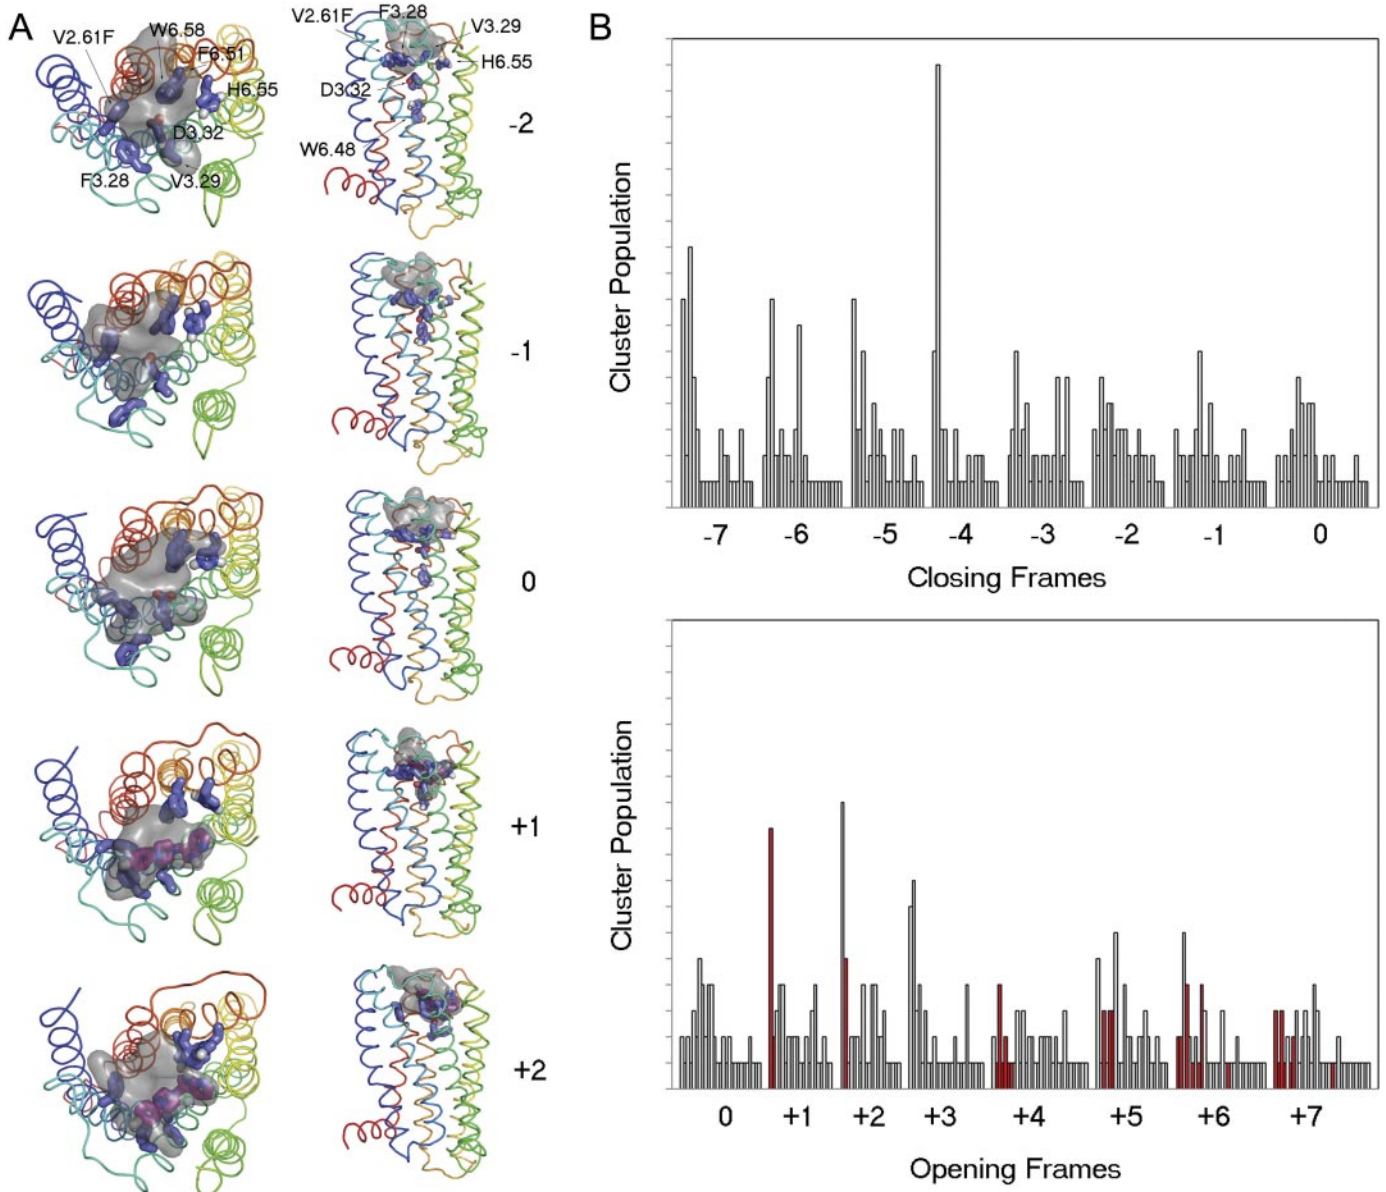 A
V2.61F
W6.58
F6.51
H6.55
D3.32
F3.28
V3.29
V2.61F
F3.28
V3.29
H6.55
D3.32
W6.48
-2
-1
0
+1
+2
B
Cluster Population
-7 -6 -5 -4 -3 -2 -1 0
Closing Frames
Cluster Population
0 +1 +2 +3 +4 +5 +6 +7
Opening Frames